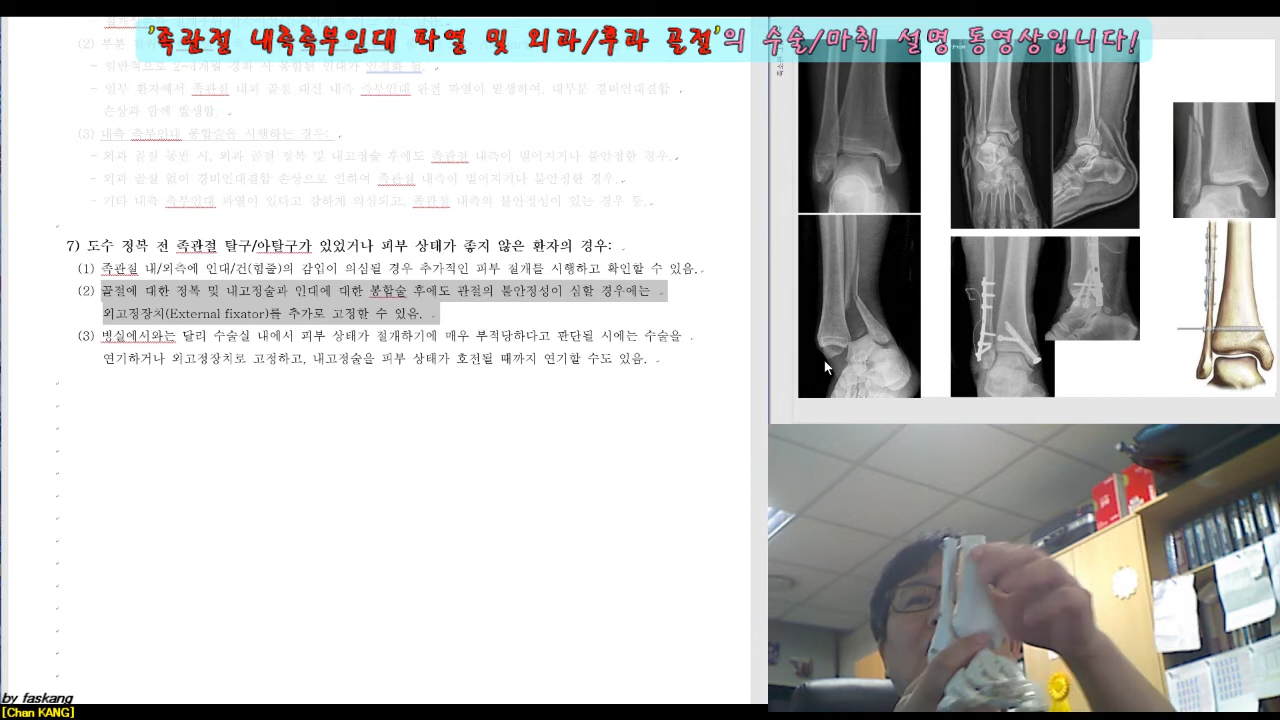 '족관절 내측측부인대 파열 및 외과/후과 골절'의 수술/마취 설명 동영상입니다!
(2) 부분
- 일반적으로 2~4개월 경과 시 봉합된 인대가 안정화 됨.
- 일부 환자에서 족관절 내과 골절 대신 내측 측부인대 완전 파열이 발생하여, 대부분 경비인대결합
손상과 함께 발생함.
(3) 내측 측부인대 봉합술을 시행하는 경우:
- 외과 골절 동반 시, 외과 골절 정복 및 내고정술 후에도 족관절 내측이 벌어지거나 불안정한 경우.
- 외과 골절 없이 경비인대결합 손상으로 인하여 족관절 내측이 벌어지거나 불안정한 경우.
- 기타 내측 측부인대 파열이 있다고 강하게 의심되고, 족관절 내측의 불안정성이 있는 경우 등.
7) 도수 정복 전 족관절 탈구/아탈구가 있었거나 피부 상태가 좋지 않은 환자의 경우:
(1) 족관절 내/외측에 인대/건(힘줄)의 감입이 의심될 경우 추가적인 피부 절개를 시행하고 확인할 수 있음.
(2) 골절에 대한 정복 및 내고정술과 인대에 대한 봉합술 후에도 관절의 불안정성이 심할 경우에는
외고정장치(External fixator)를 추가로 고정할 수 있음.
(3) 병실에서와는 달리 수술실 내에서 피부 상태가 절개하기에 매우 부적당하다고 판단될 시에는 수술을
연기하거나 외고정장치로 고정하고, 내고정술을 피부 상태가 호전될 때까지 연기할 수도 있음.
by faskang
[Chan KANG]